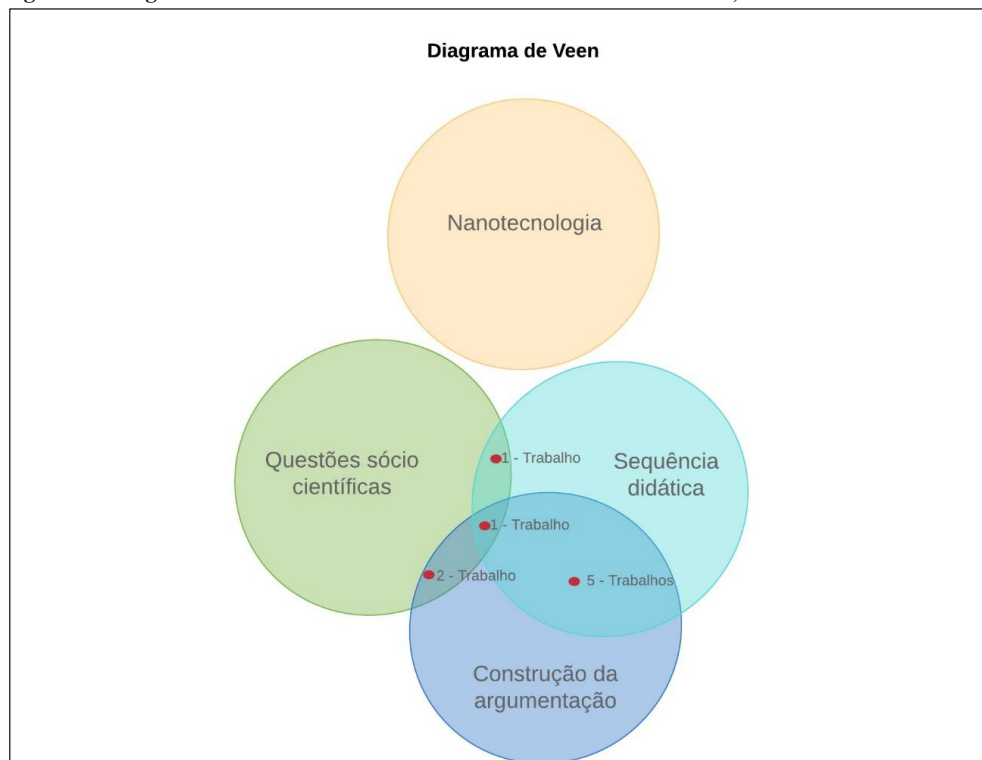 Diagrama de Veen
Nanotecnologia
Questões sócio
científicas
Sequência
didática
1 - Trabalho
1 - Trabalho
2 - Trabalho
5 - Trabalhos
Construção da
argumentação